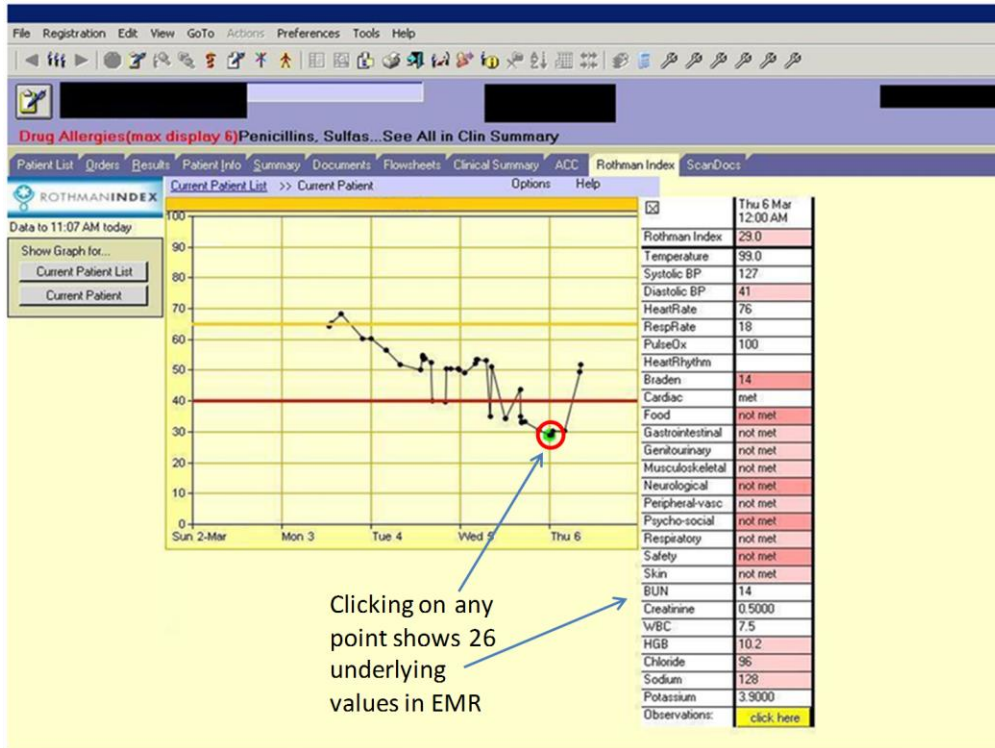 File Registration Edit View GoTo Actions Preferences Tools Help
Drug Allergies(max display 6)Penicillins, Sulfas...See All in Clin Summary
Patient List Orders Results Patient Info Summary Documents Flowsheets Clinical Summary ACC Rothman Index ScanDocs
ROTHMANINDEX
Current Patient List >> Current Patient Options Help
Data to 11:07 AM today
Show Graph for...
Current Patient List
Current Patient
100
90
80
70
60
50
40
30
20
10
0
Sun 2-Mar Mon 3 Tue 4 Wed 5 Thu 6
Thu 6 Mar
12:00 AM
Rothman Index 29.0
Temperature 99.0
Systolic BP 127
Diastolic BP 41
HeartRate 76
RespRate 18
PulseOx 100
HeartRhythm
Braden 14
Cardiac met
Food not met
Gastrointestinal not met
Genitourinary not met
Musculoskeletal not met
Neurological not met
Peripheral-vasc not met
Psycho-social not met
Respiratory not met
Safety not met
Skin not met
BUN 14
Creatinine 0.5000
WBC 7.5
HGB 10.2
Chloride 96
Sodium 128
Potassium 3.9000
Observations: click here
Clicking on any
point shows 26
underlying
values in EMR